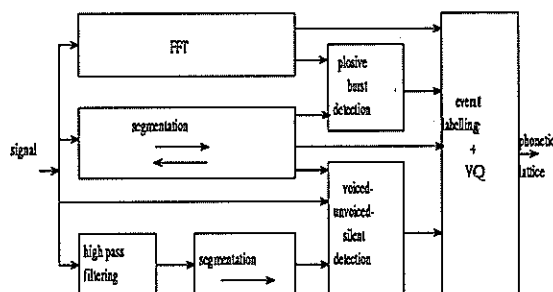 FFT
plosive
burst
detection
segmentation
signal
event
labelling
+
VQ
phonetic
lattice
voiced-
unvoiced-
silent
detection
high pass
filtering
segmentation